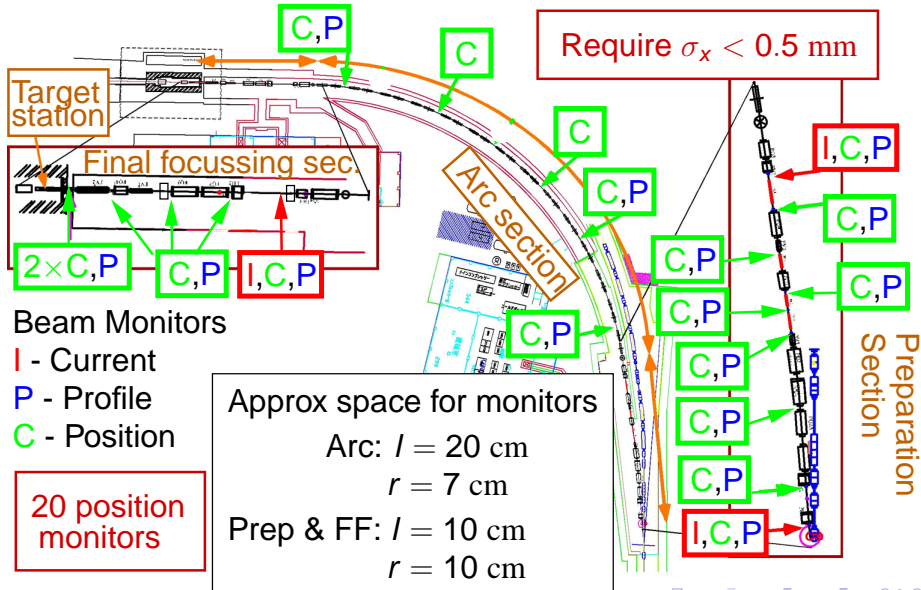 C,P
C
Require σx < 0.5 mm
Target
station
C
I,C,P
Final focussing sec.
Arc section
C,P
C,P
C,P
2×C,P
C,P
I,C,P
C,P
C,P
Beam Monitors
I - Current
P - Profile
C - Position
C,P
C,P
Preparation
Section
Approx space for monitors
C,P
Arc: l = 20 cm
r = 7 cm
20 position
monitors
C,P
Prep & FF: l = 10 cm
r = 10 cm
I,C,P